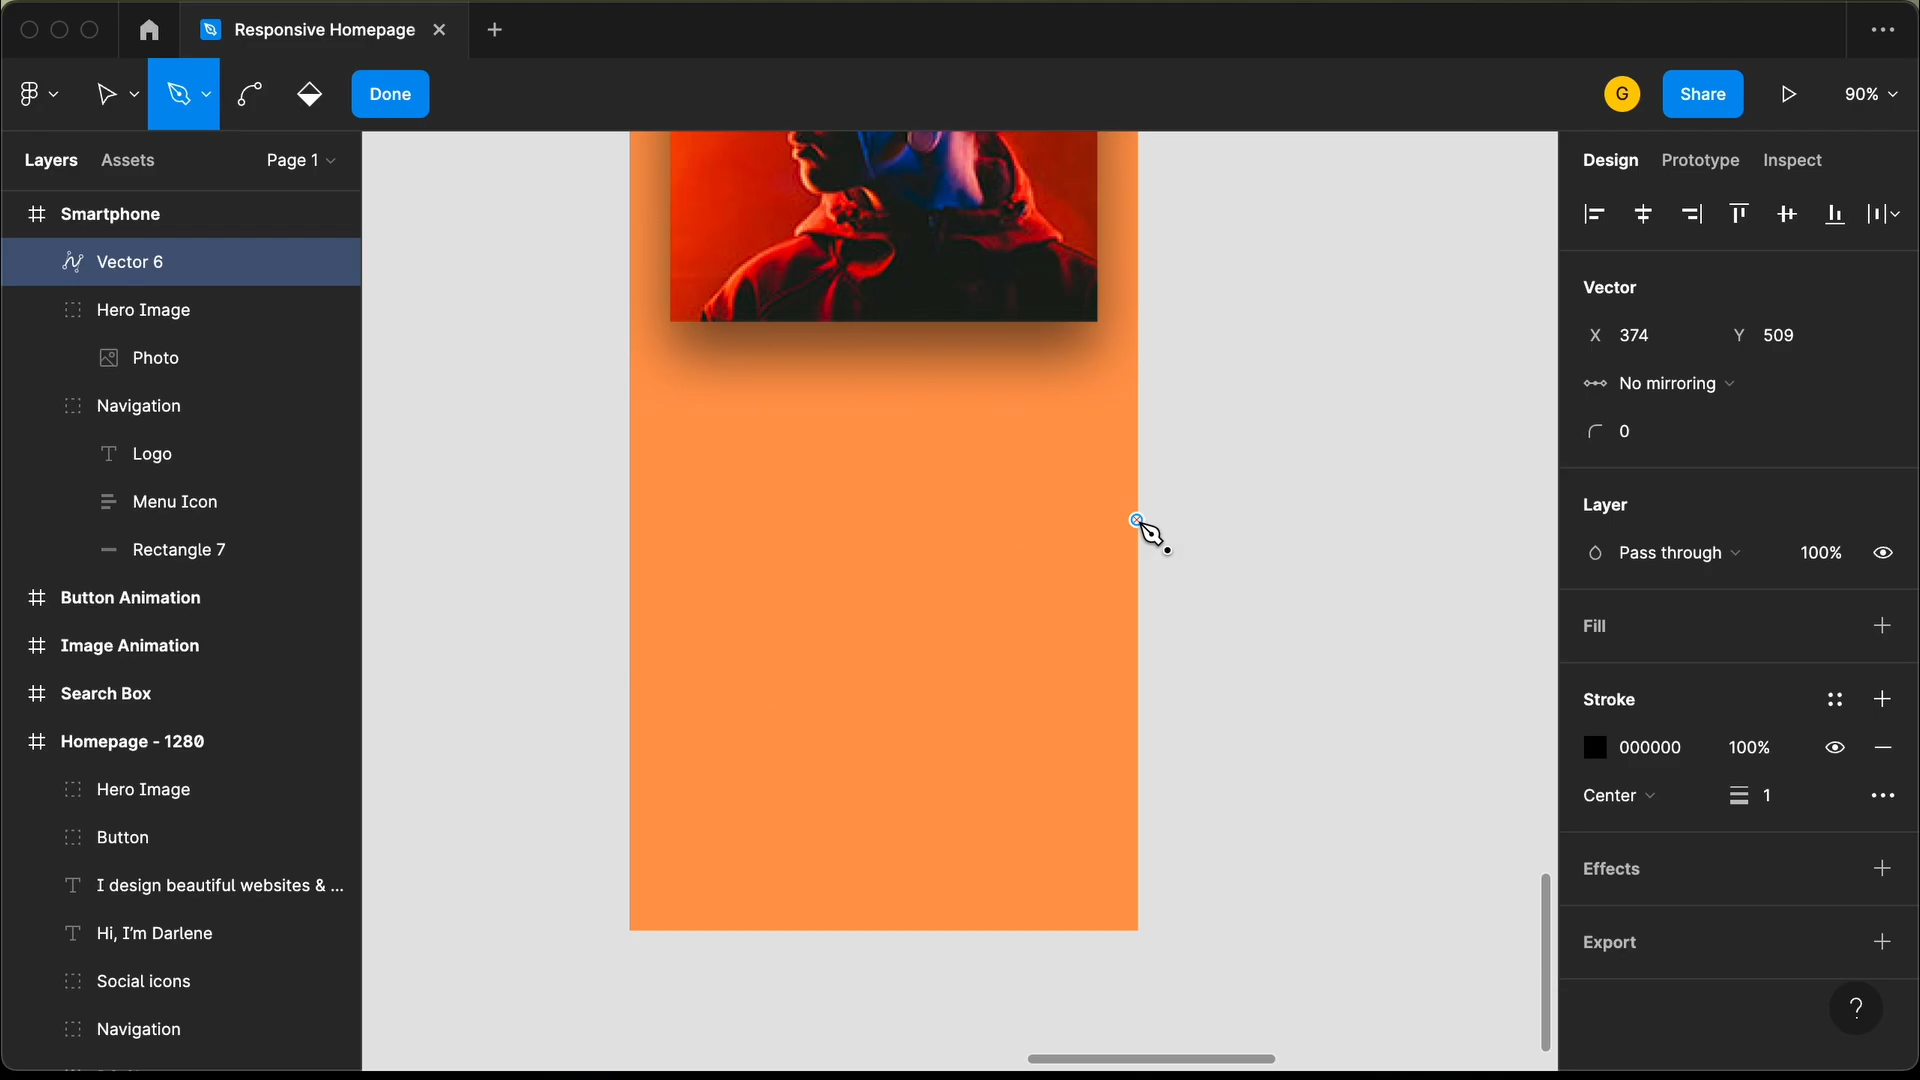 Responsive Homepage
Done
G
Share
90%
Layers
Assets
Page 1
Design
Prototype
Inspect
Smartphone
Vector 6
Hero Image
Photo
Navigation
Logo
Menu Icon
Rectangle 7
Button Animation
Image Animation
Search Box
Homepage - 1280
Hero Image
Button
I design beautiful websites & ...
Hi, I'm Darlene
Social icons
Navigation
Vector
X 374
Y 509
No mirroring
0
Layer
Pass through
100%
Fill
Stroke
000000
100%
Center
1
Effects
Export
?